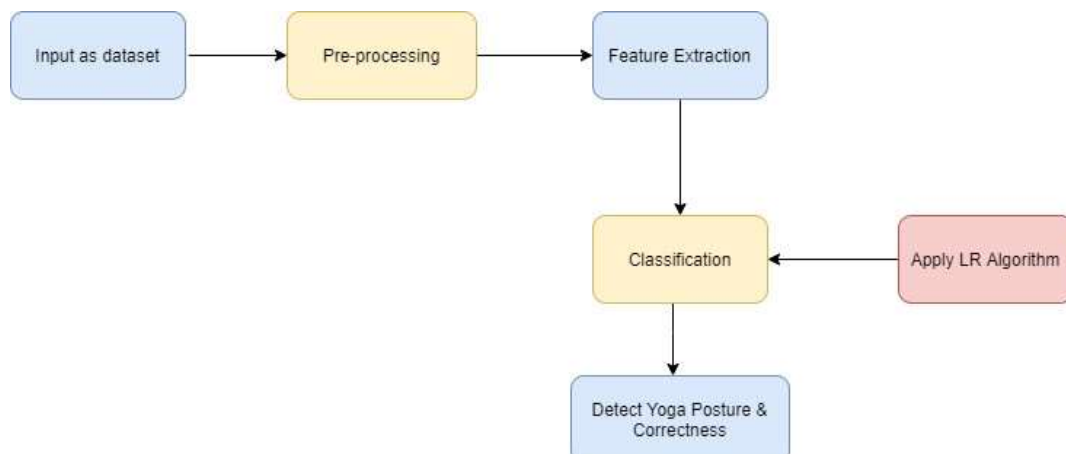 Input as dataset
Pre-processing
Feature Extraction
Classification
Apply LR Algorithm
Detect Yoga Posture &
Correctness